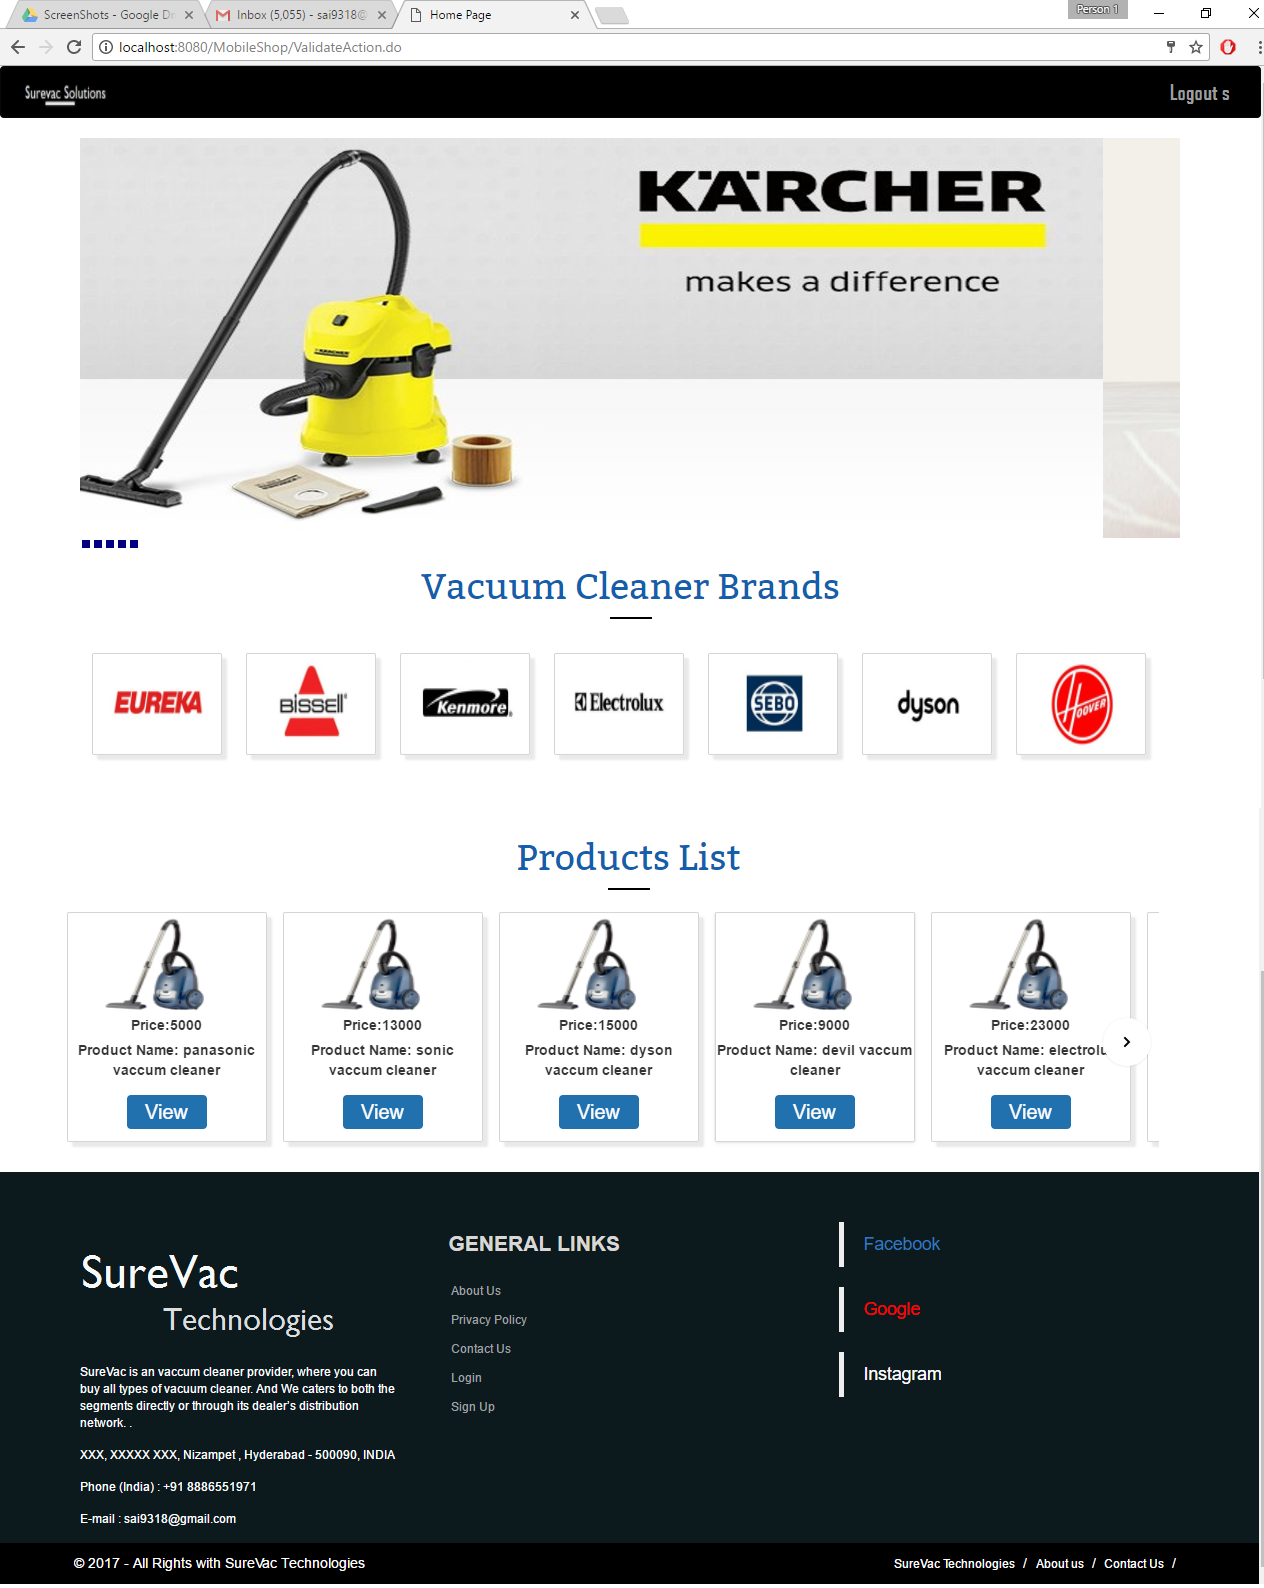 ScreenShots - Google Dr
Inbox (5,055) - sai9318@
Home Page
Person 1
localhost:8080/MobileShop/ValidateAction.do
Surevac Solutions
Logout s
KÄRCHER
makes a difference
KÄRCHER
Vacuum Cleaner Brands
EUREKA
BISSELL
Kenmore
Electrolux
SEBO
dyson
HOOVER
Products List
Price:5000
Product Name: panasonic
vaccum cleaner
View
Price:13000
Product Name: sonic
vaccum cleaner
View
Price:15000
Product Name: dyson
vaccum cleaner
View
Price:9000
Product Name: devil vaccum
cleaner
View
Price:23000
Product Name: electrolu
vaccum cleaner
View
SureVac
Technologies
SureVac is an vaccum cleaner provider, where you can
buy all types of vacuum cleaner. And We caters to both the
segments directly or through its dealer's distribution
network. .
XXX, XXXXX XXX, Nizampet , Hyderabad - 500090, INDIA
Phone (India) : +91 8886551971
E-mail : sai9318@gmail.com
GENERAL LINKS
About Us
Privacy Policy
Contact Us
Login
Sign Up
Facebook
Google
Instagram
© 2017 - All Rights with SureVac Technologies
SureVac Technologies / About us / Contact Us /